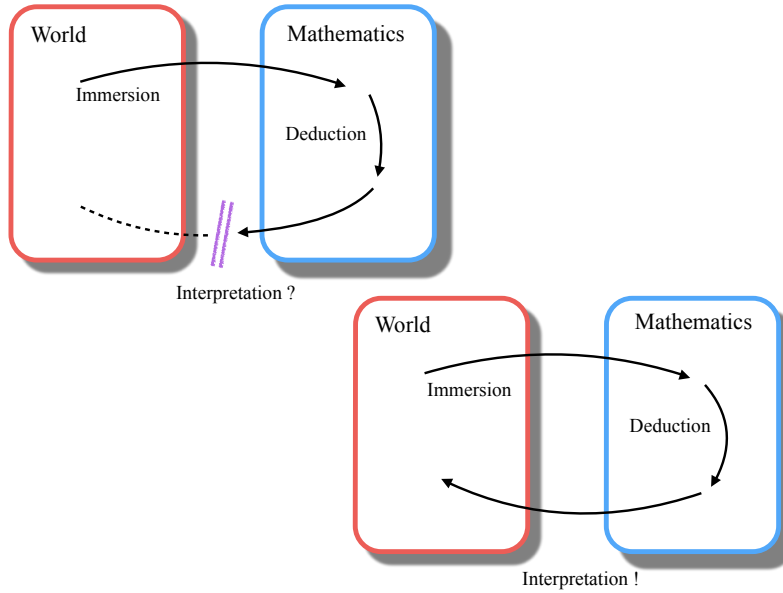 World
Mathematics
Immersion
Deduction
Interpretation ?
World
Mathematics
Immersion
Deduction
Interpretation !